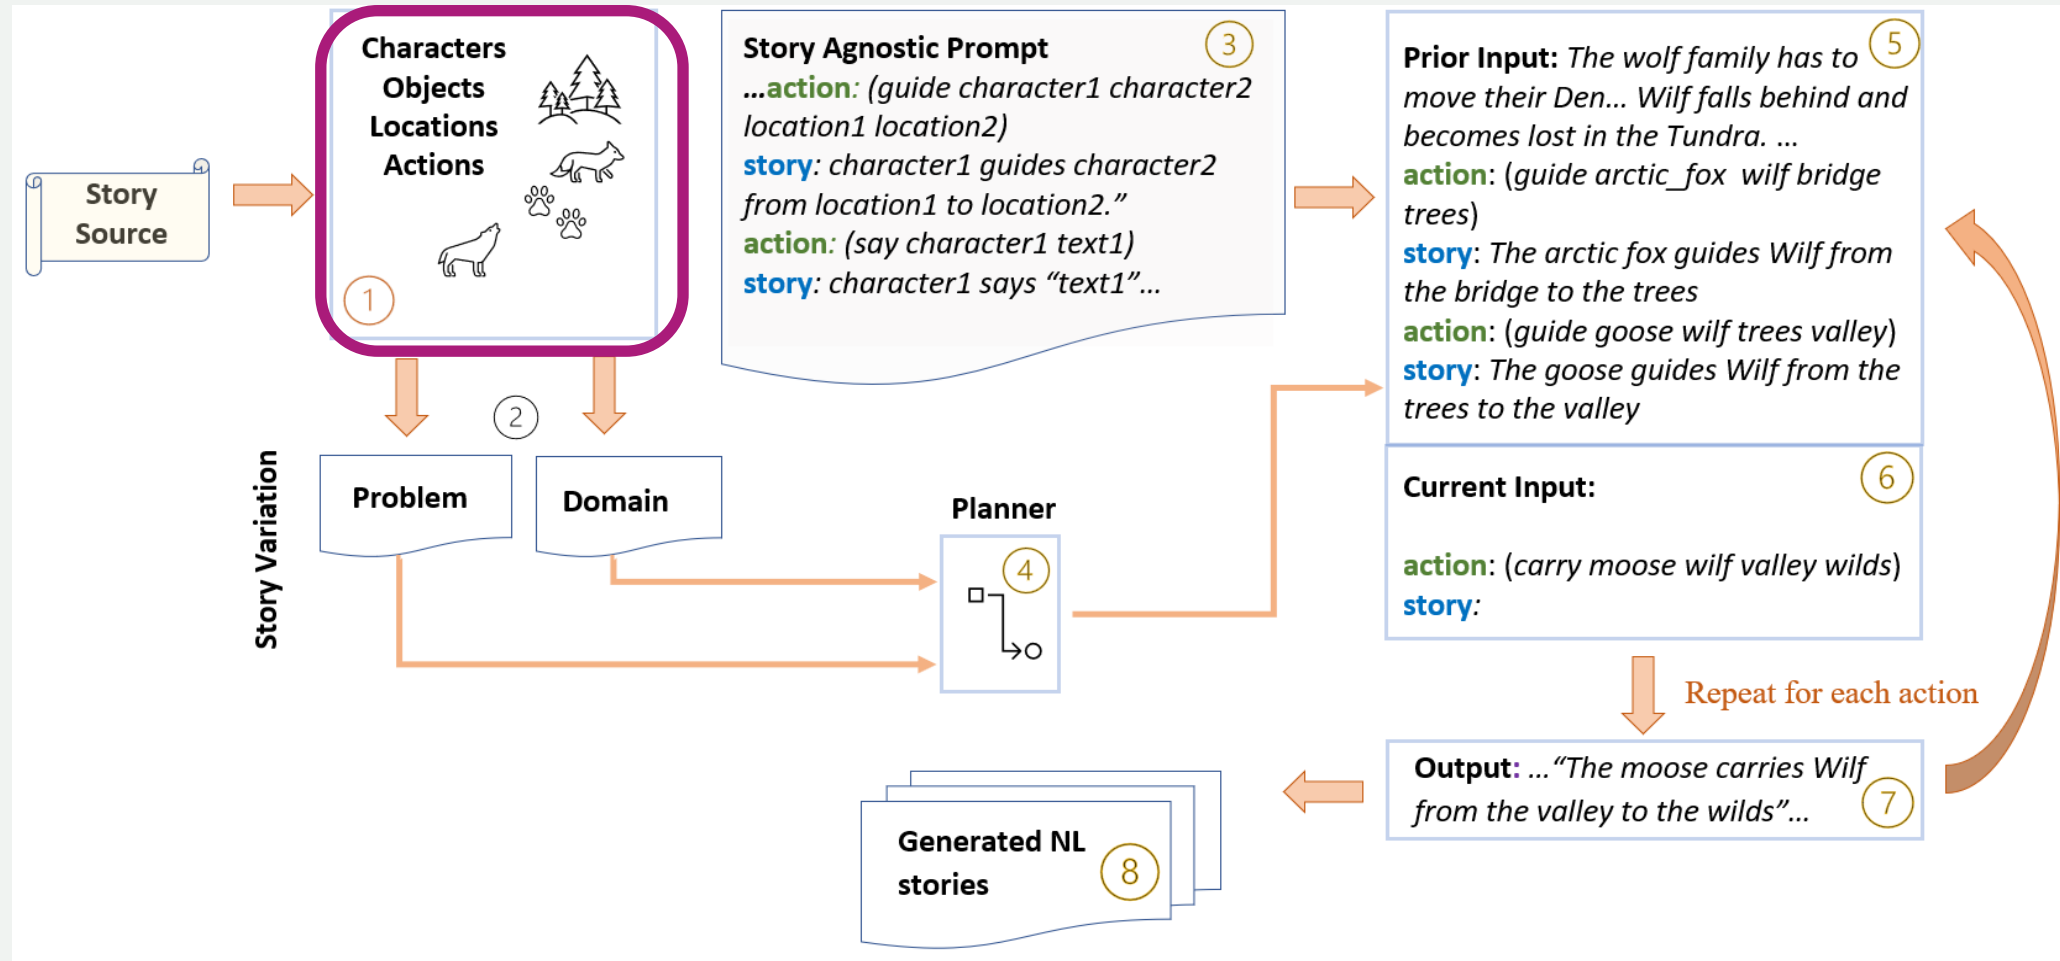 Story
Source
Characters
Objects
Locations
Actions
1
2
Story Variation
Problem
Domain
Story Agnostic Prompt
3
...action: (guide character1 character2
location1 location2)
story: character1 guides character2
from location1 to location2.”
action: (say character1 text1)
story: character1 says “text1”...
Planner
4
Prior Input: The wolf family has to
5
move their Den... Wilf falls behind and
becomes lost in the Tundra. ...
action: (guide arctic_fox wilf bridge
trees)
story: The arctic fox guides Wilf from
the bridge to the trees
action: (guide goose wilf trees valley)
story: The goose guides Wilf from the
trees to the valley
Current Input:
6
action: (carry moose wilf valley wilds)
story:
Repeat for each action
Output: ...“The moose carries Wilf
from the valley to the wilds”...
7
Generated NL
stories
8